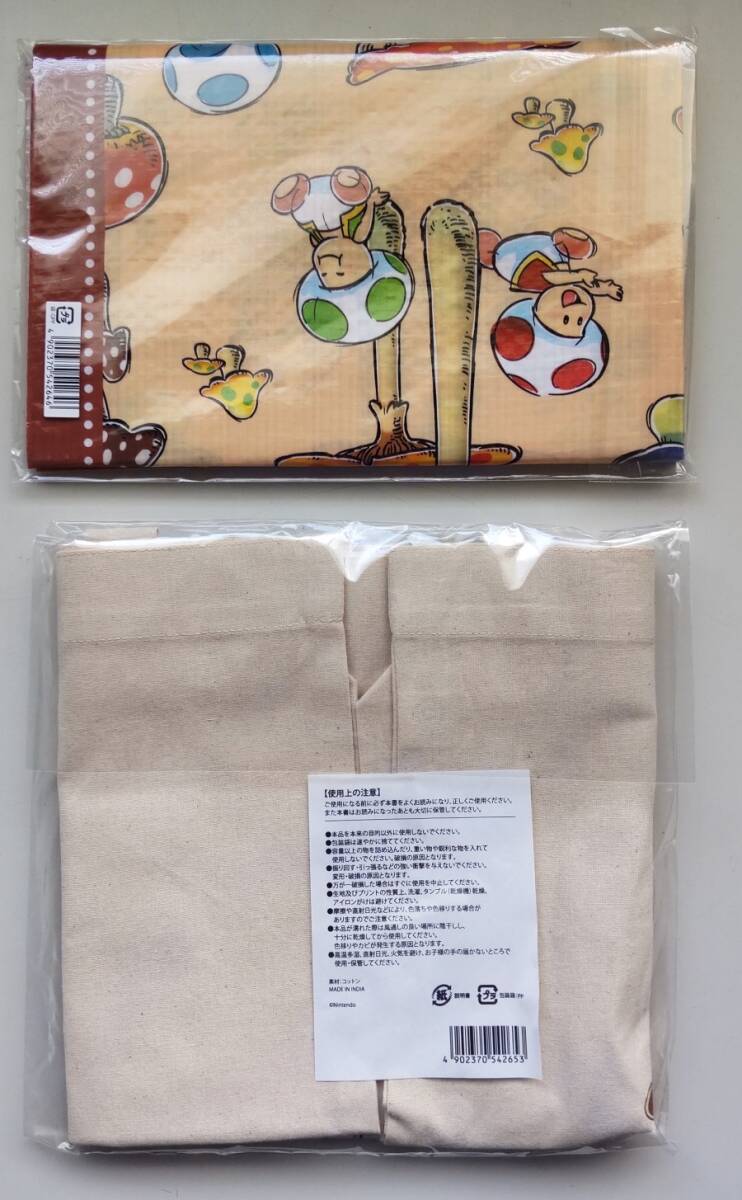 袋:PP
プラ
4902370542646
【使用上の注意】
ご使用になる前に必ず本書をよくお読みになり、正しくご使用ください。
また本書はお読みになったあとも大切に保管してください。
●本品を本来の目的以外に使用しないでください。
●包装袋は速やかに捨ててください。
●容量以上の物を詰め込んだり、重い物や鋭利な物を入れて
使用しないでください。破損の原因となります。
●振り回す・引っ張るなどの強い衝撃を与えないでください。
変形・破損の原因となります。
●万が一破損した場合はすぐに使用を中止してください。
●生地及びプリントの性質上、洗濯、タンブル(乾燥機)乾燥、
アイロンがけは避けてください。
●摩擦や直射日光などにより、色落ちや色移りする場合が
ありますのでご注意ください。
●本品が濡れた際は風通しの良い場所に陰干しし、
十分に乾燥してから使用してください。
色移りやカビが発生する原因となります。
●高温多湿、直射日光、火気を避け、お子様の手の届かないところで
使用・保管してください。
素材:コットン
MADE IN INDIA
©Nintendo
紙 説明書 プラ 包装袋:PP
4 902370 542653